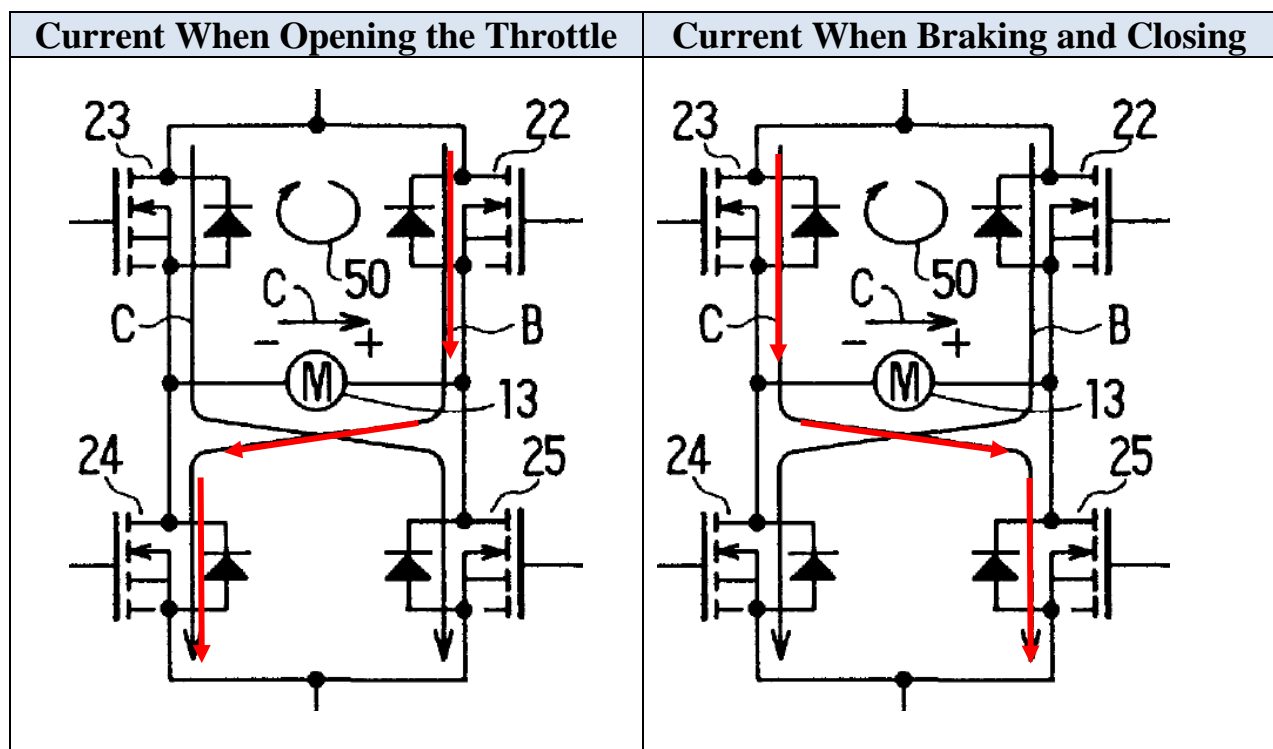 Current When Opening the Throttle
Current When Braking and Closing
23
22
50
C
C
B
- +
M
13
24
25
23
22
50
C
C
B
- +
M
13
24
25